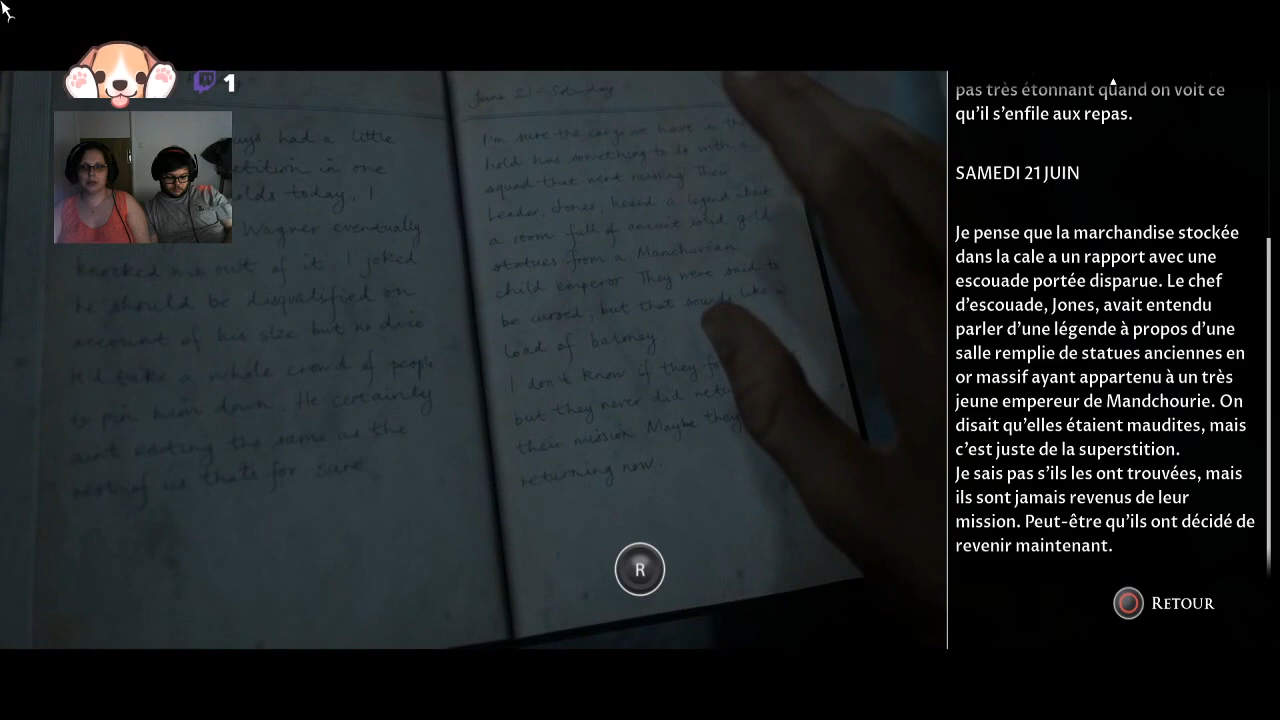 1
uys had a little
etition in one
olds today, I
Wagner eventually
knocked me out of it. I joked
he should be disqualified on
account of his size but no dice
It'd take a whole crowd of people
to pin him down. He certainly
aint eating the same as the
rest of us thats for sure
June 21 - Saturday
I'm sure the cargo we have in the
hold has something to do with a
squad that went missing. Their
Leader, Jones, heard a legend about
a room full of ancient solid gold
statues from a Manchurian
child emperor They were said to
be cursed, but that sounds like a
load of baloney
I don't know if they fo
but they never did retu
their mission Maybe they
returning now.
R
pas très étonnant quand on voit ce
qu'il s'enfile aux repas.
SAMEDI 21 JUIN
Je pense que la marchandise stockée
dans la cale a un rapport avec une
escouade portée disparue. Le chef
d'escouade, Jones, avait entendu
parler d'une légende à propos d'une
salle remplie de statues anciennes en
or massif ayant appartenu à un très
jeune empereur de Mandchourie. On
disait qu'elles étaient maudites, mais
c'est juste de la superstition.
Je sais pas s'ils les ont trouvées, mais
ils sont jamais revenus de leur
mission. Peut-être qu'ils ont décidé de
revenir maintenant.
RETOUR